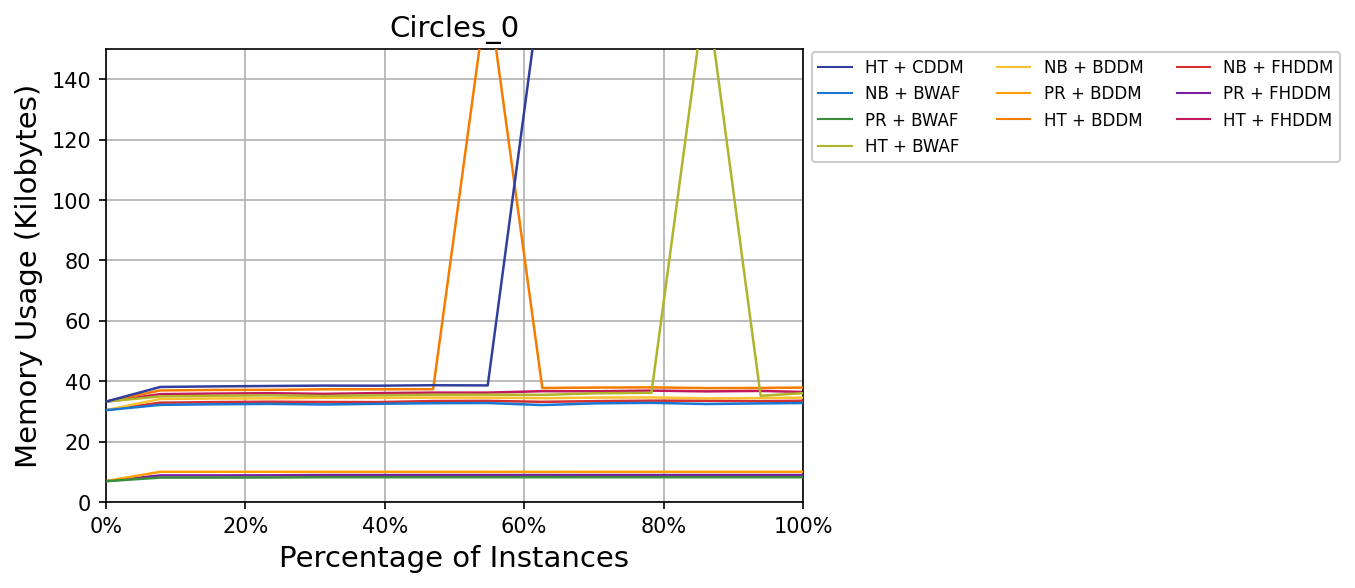 Circles_0
Memory Usage (Kilobytes)
140
120
100
80
60
40
20
0
0% 20% 40% 60% 80% 100%
Percentage of Instances
HT + CDDM
NB + BWAF
PR + BWAF
HT + BWAF
NB + BDDM
PR + BDDM
HT + BDDM
NB + FHDDM
PR + FHDDM
HT + FHDDM